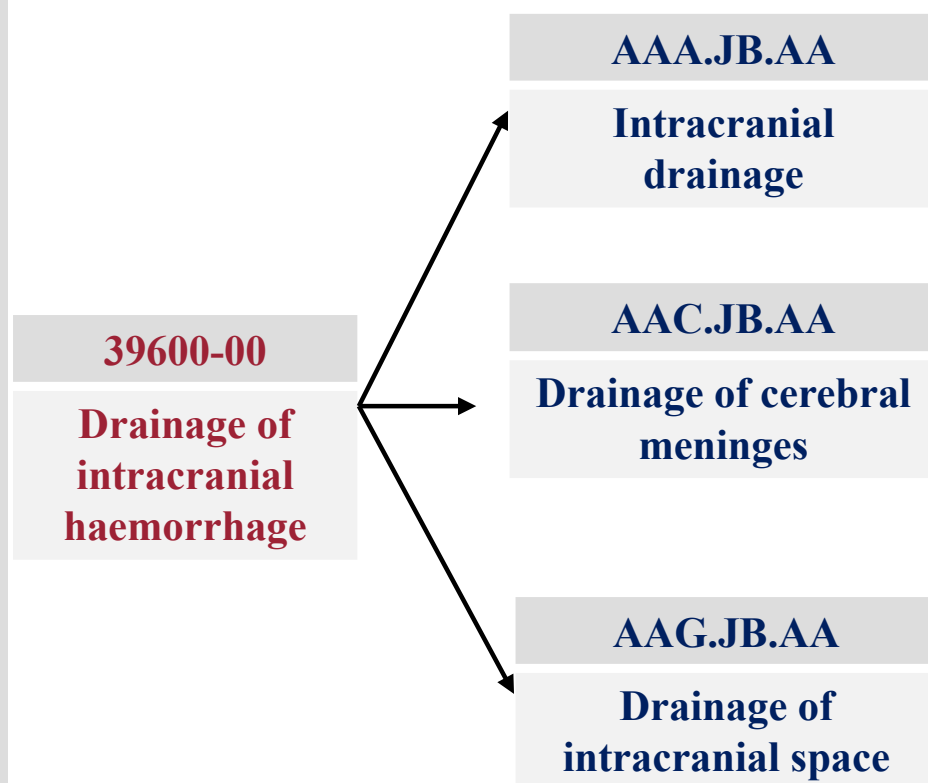 39600-00
Drainage of
intracranial
haemorrhage
AAA.JB.AA
Intracranial
drainage
AAC.JB.AA
Drainage of cerebral
meninges
AAG.JB.AA
Drainage of
intracranial space